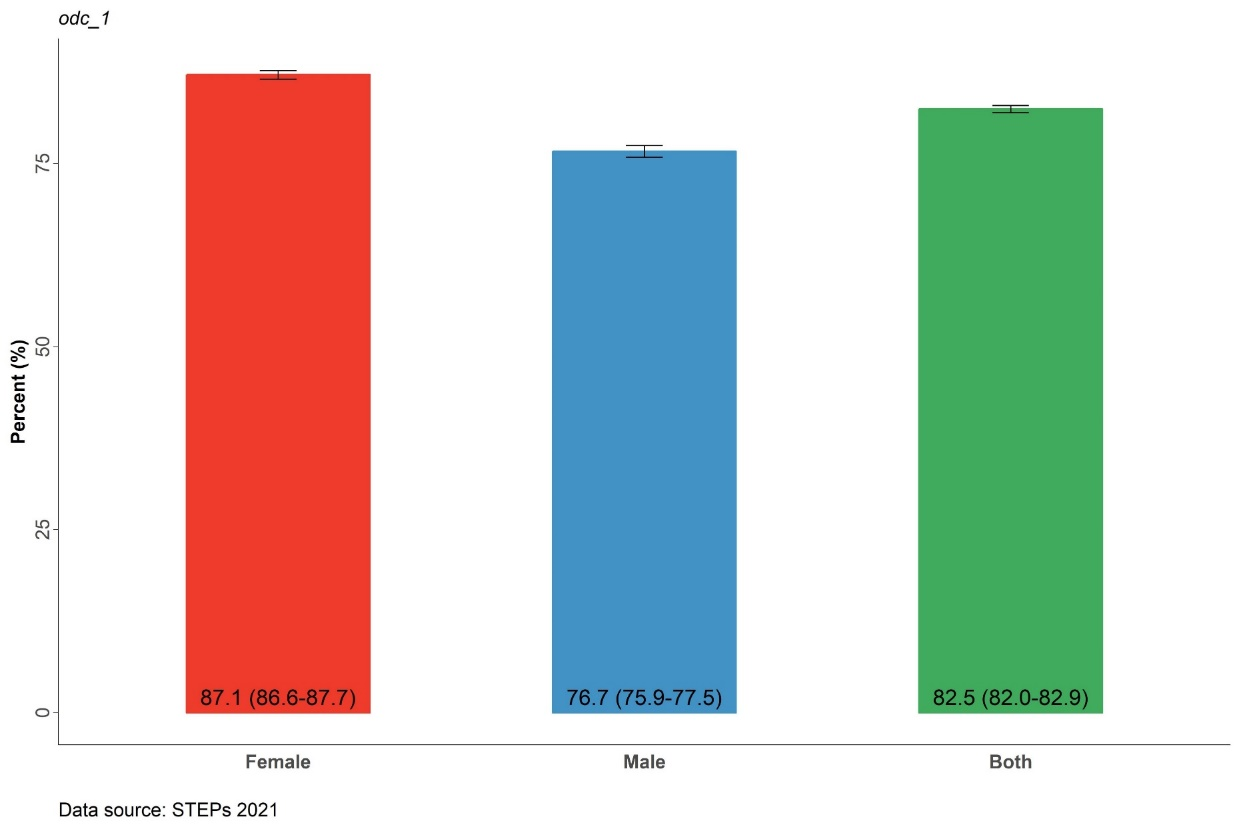 odc_1
Percent (%)
75
50
25
0
87.1 (86.6-87.7)
76.7 (75.9-77.5)
82.5 (82.0-82.9)
Female
Male
Both
Data source: STEPs 2021